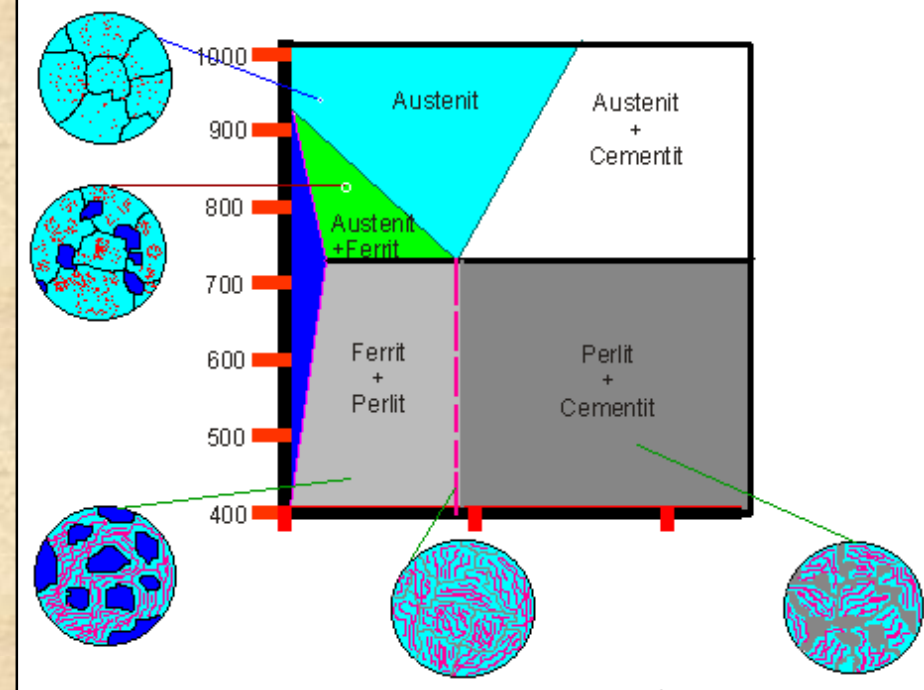 1000
Austenit
Austenit
+
Cementit
900
800
Austenit
+Ferrit
700
Ferrit
+
Perlit
Perlit
+
Cementit
600
500
400